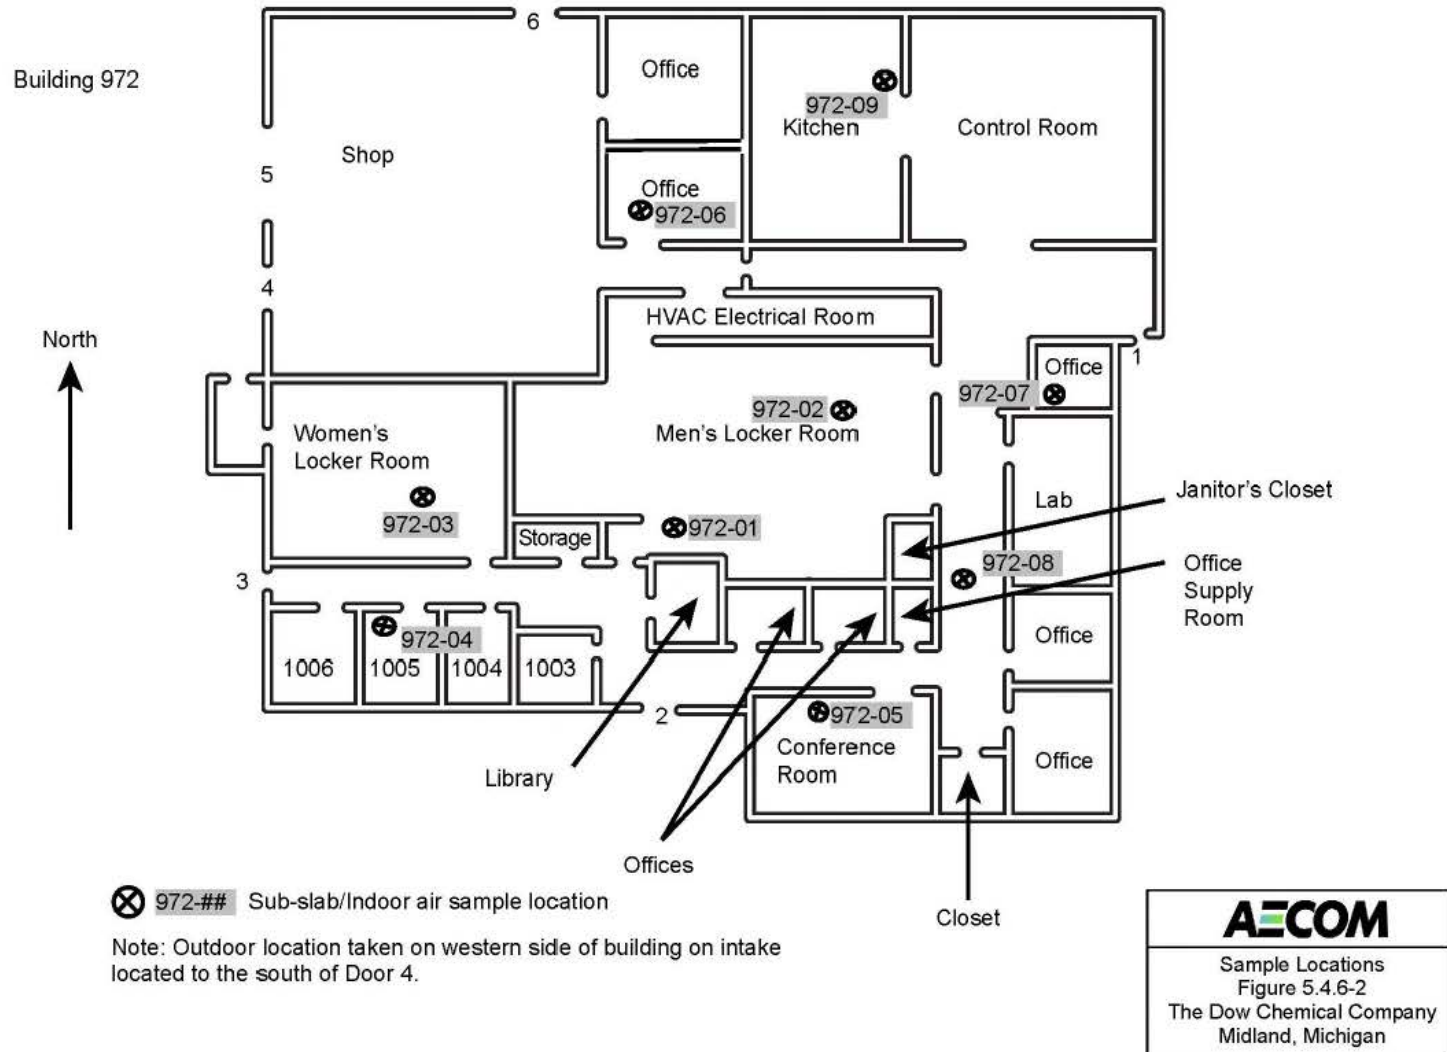 6
Building 972
Office
972-09
Kitchen
Control Room
Shop
5
Office
972-06
4
HVAC Electrical Room
North
1
Office
972-07
972-02
Men's Locker Room
Women's
Locker Room
Janitor's Closet
972-03
Lab
972-01
Storage
972-08
Office
Supply
Room
3
972-04
Office
1006
1005
1004
1003
2
972-05
Conference
Room
Office
Library
Offices
Closet
972-## Sub-slab/Indoor air sample location
Note: Outdoor location taken on western side of building on intake
located to the south of Door 4.
AECOM
Sample Locations
Figure 5.4.6-2
The Dow Chemical Company
Midland, Michigan